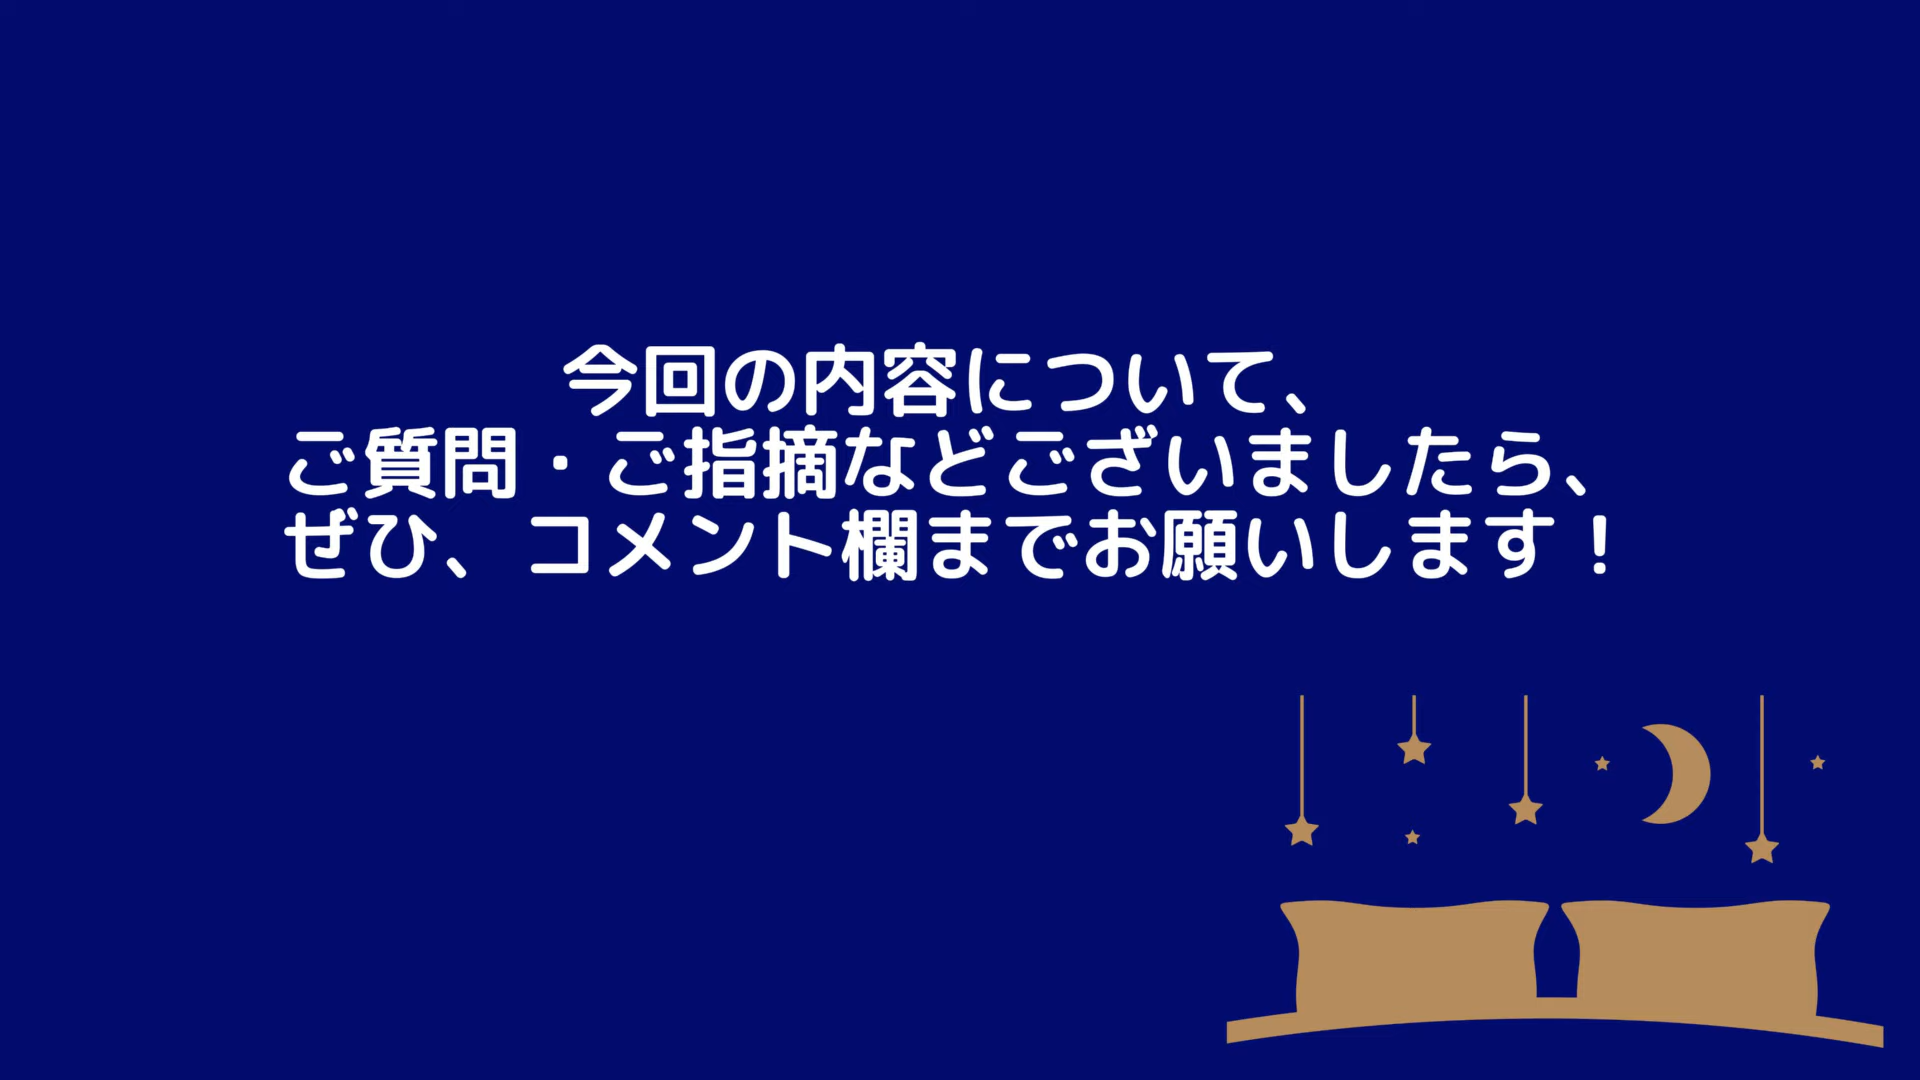 今回の内容について、
ご質問・ご指摘などございましたら、
ぜひ、コメント欄までお願いします！